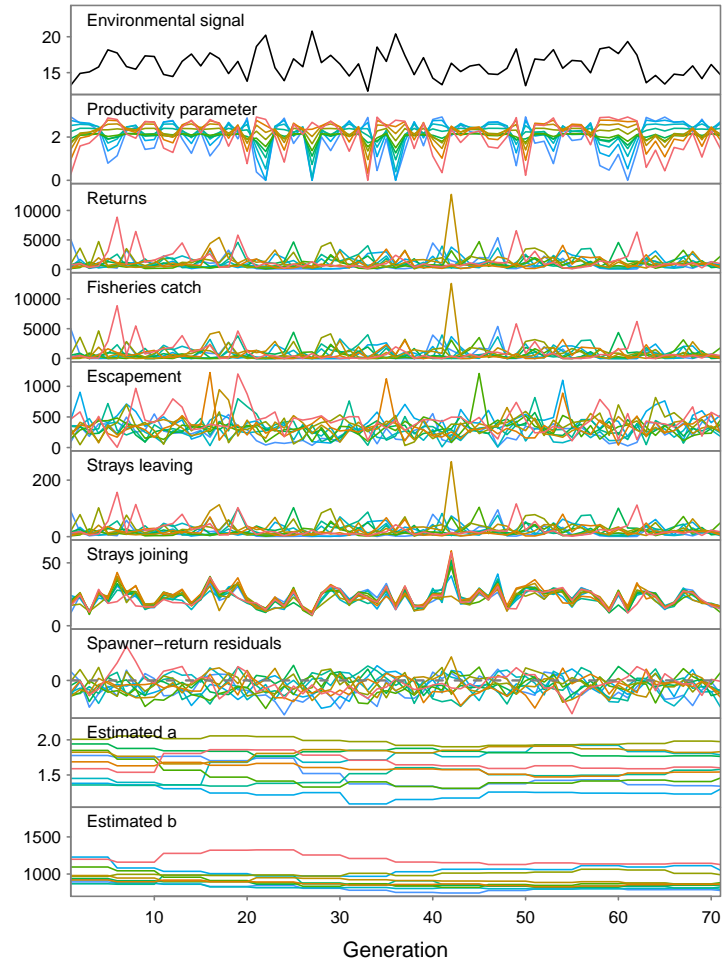 Environmental signal
20
15
Productivity parameter
2
0
Returns
10000
5000
0
Fisheries catch
10000
5000
0
Escapement
1000
500
0
Strays leaving
200
0
Strays joining
50
0
Spawner−return residuals
0
Estimated a
2.0
1.5
Estimated b
1500
1000
10 20 30 40 50 60 70
Generation